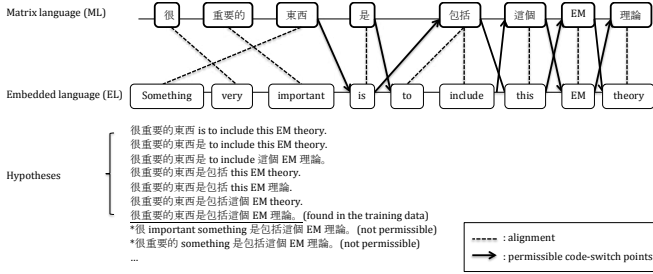 Matrix language (ML)
很 重要的 東西 是 包括 這個 EM 理論
Embedded language (EL)
Something very important is to include this EM theory
Hypotheses
很重要的東西 is to include this EM theory.
很重要的東西是 to include this EM theory.
很重要的東西是 to include 這個 EM 理論。
很重要的東西是包括 this EM theory.
很重要的東西是包括 this EM 理論.
很重要的東西是包括這個 EM theory.
很重要的東西是包括這個 EM 理論。(found in the training data)
*很 important something 是包括這個 EM 理論。(not permissible)
*很重要的 something 是包括這個 EM 理論。(not permissible)
...
: alignment
: permissible code-switch points